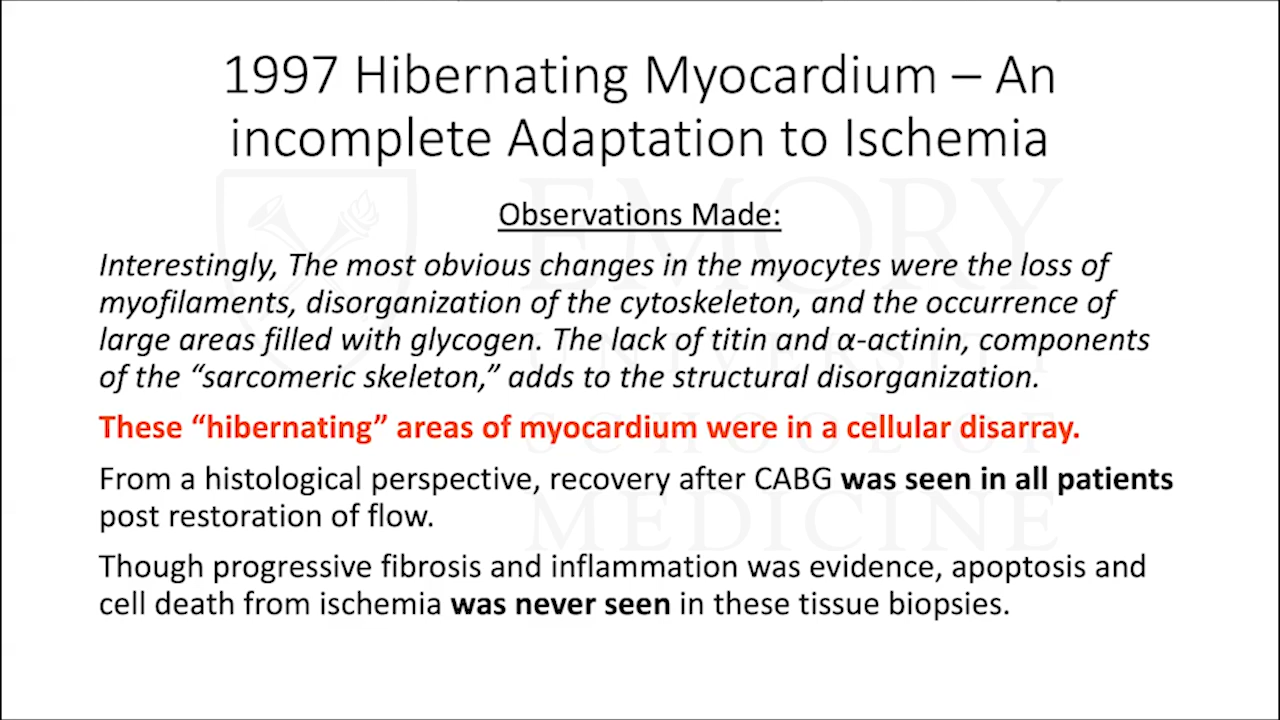 1997 Hibernating Myocardium – An
incomplete Adaptation to Ischemia
Observations Made:
Interestingly, The most obvious changes in the myocytes were the loss of
myofilaments, disorganization of the cytoskeleton, and the occurrence of
large areas filled with glycogen. The lack of titin and α-actinin, components
of the “sarcomeric skeleton,” adds to the structural disorganization.
These “hibernating” areas of myocardium were in a cellular disarray.
From a histological perspective, recovery after CABG was seen in all patients
post restoration of flow.
Though progressive fibrosis and inflammation was evidence, apoptosis and
cell death from ischemia was never seen in these tissue biopsies.
EMORY
UNIVERSITY
SCHOOL OF
MEDICINE